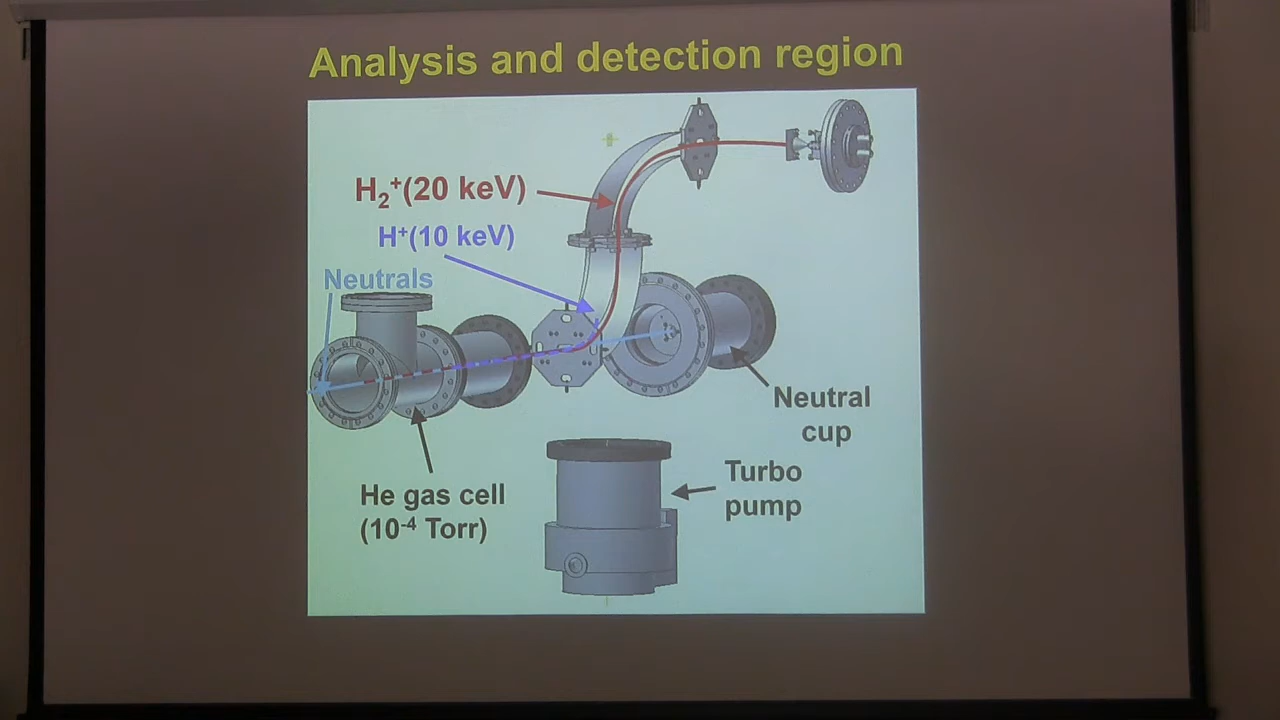 Analysis and detection region
H₂⁺(20 keV)
H⁺(10 keV)
Neutrals
Neutral
cup
He gas cell
(10⁻⁴ Torr)
Turbo
pump